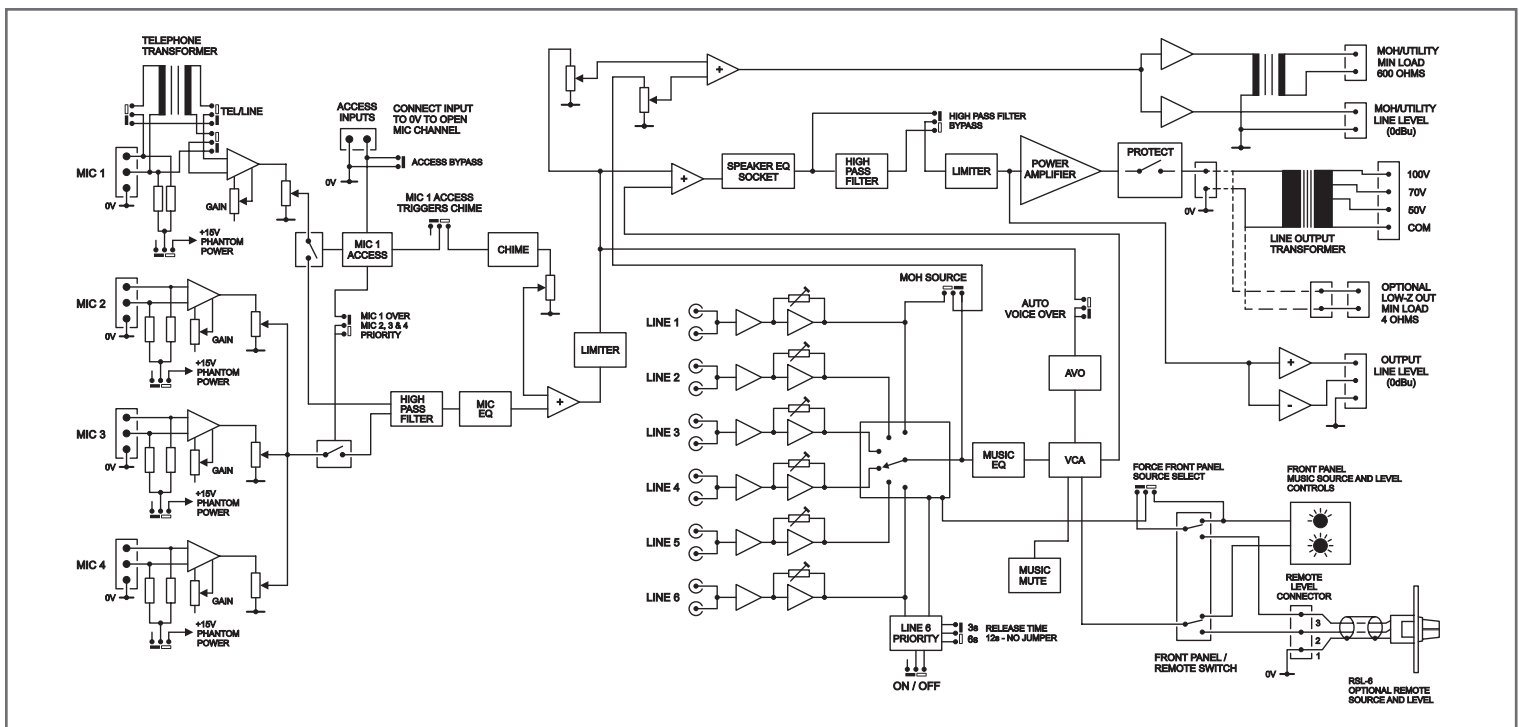 TELEPHONE
TRANSFORMER
TEL/LINE
MIC 1
0V
GAIN
+15V
PHANTOM
POWER
ACCESS
INPUTS
CONNECT INPUT
TO 0V TO OPEN
MIC CHANNEL
0V
ACCESS BYPASS
MIC 1 ACCESS
TRIGGERS CHIME
MIC 1
ACCESS
CHIME
MIC 2
0V
GAIN
+15V
PHANTOM
POWER
MIC 1 OVER
MIC 2, 3 & 4
PRIORITY
MIC 3
0V
GAIN
+15V
PHANTOM
POWER
HIGH
PASS
FILTER
MIC
EQ
+
LIMITER
MIC 4
0V
GAIN
+15V
PHANTOM
POWER
+
+
SPEAKER EQ
SOCKET
HIGH
PASS
FILTER
HIGH PASS FILTER
BYPASS
LIMITER
POWER
AMPLIFIER
PROTECT
0V
MOH/UTILITY
MIN LOAD
600 OHMS
MOH/UTILITY
LINE LEVEL
(0dBu)
100V
70V
50V
COM
LINE OUTPUT
TRANSFORMER
OPTIONAL
LOW-Z OUT
MIN LOAD
4 OHMS
+
-
OUTPUT
LINE LEVEL
(0dBu)
MOH SOURCE
LINE 1
LINE 2
LINE 3
LINE 4
LINE 5
LINE 6
AUTO
VOICE OVER
AVO
MUSIC
EQ
VCA
MUSIC
MUTE
LINE 6
PRIORITY
3s
6s
RELEASE TIME
12s - NO JUMPER
ON / OFF
FORCE FRONT PANEL
SOURCE SELECT
FRONT PANEL
MUSIC SOURCE AND LEVEL
CONTROLS
REMOTE
LEVEL
CONNECTOR
3
2
1
0V
FRONT PANEL /
REMOTE SWITCH
RSL-6
OPTIONAL REMOTE
SOURCE AND LEVEL